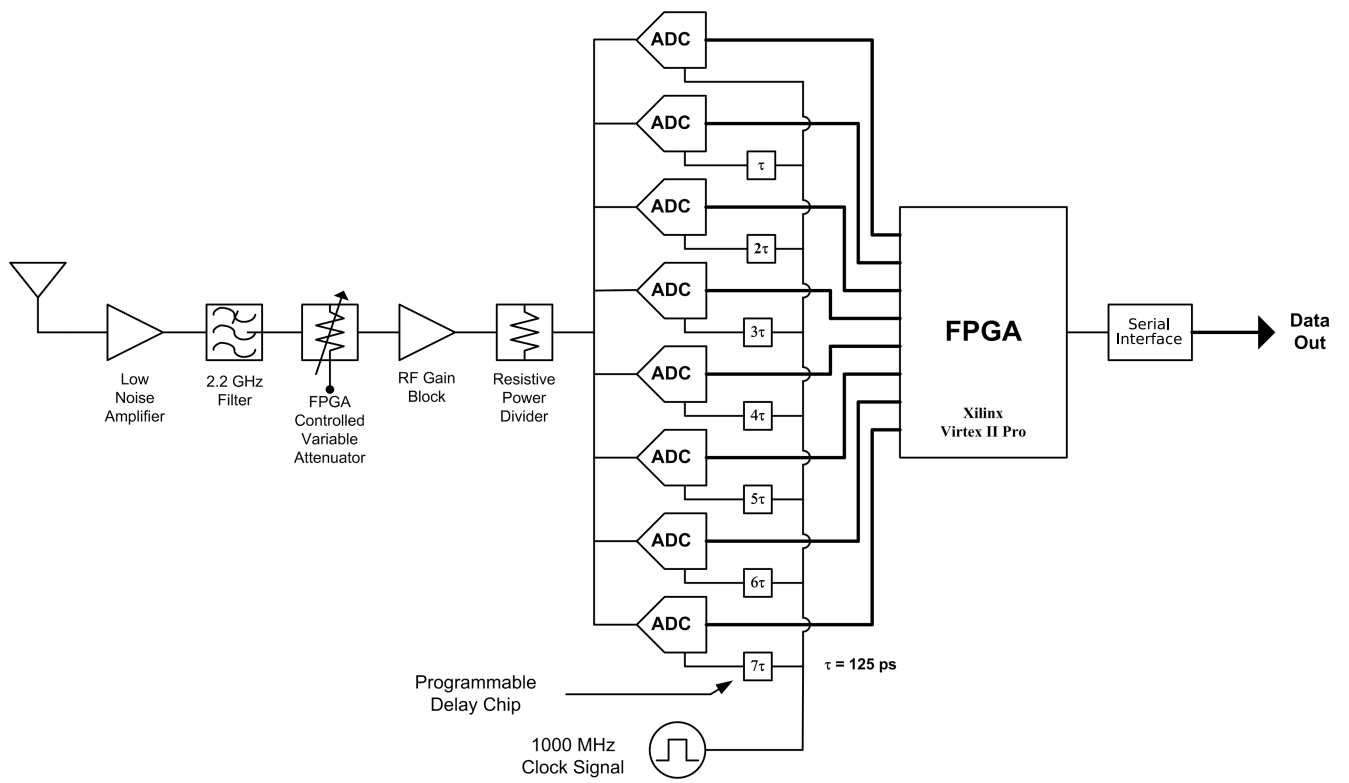 ADC
ADC
τ
ADC
2τ
ADC
3τ
ADC
4τ
ADC
5τ
ADC
6τ
ADC
7τ
τ = 125 ps
Low
Noise
Amplifier
2.2 GHz
Filter
FPGA
Controlled
Variable
Attenuator
RF Gain
Block
Resistive
Power
Divider
FPGA
Xilinx
Virtex II Pro
Serial
Interface
Data
Out
Programmable
Delay Chip
1000 MHz
Clock Signal